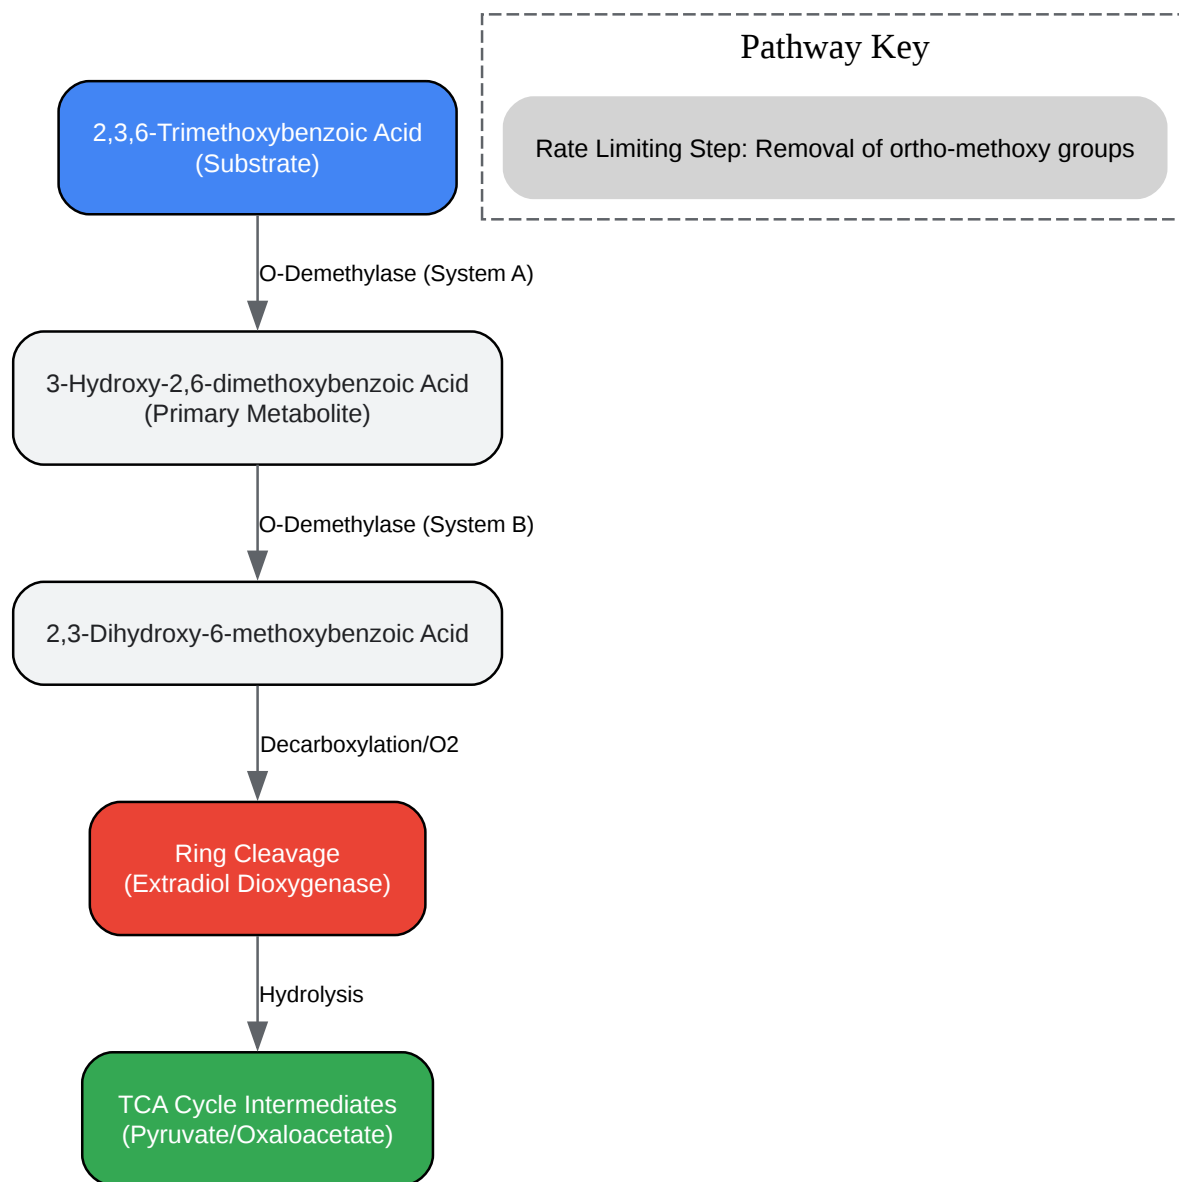 Pathway Key
Rate Limiting Step: Removal of ortho-methoxy groups
2,3,6-Trimethoxybenzoic Acid
(Substrate)
O-Demethylase (System A)
3-Hydroxy-2,6-dimethoxybenzoic Acid
(Primary Metabolite)
O-Demethylase (System B)
2,3-Dihydroxy-6-methoxybenzoic Acid
Decarboxylation/O2
Ring Cleavage
(Extradiol Dioxygenase)
Hydrolysis
TCA Cycle Intermediates
(Pyruvate/Oxaloacetate)